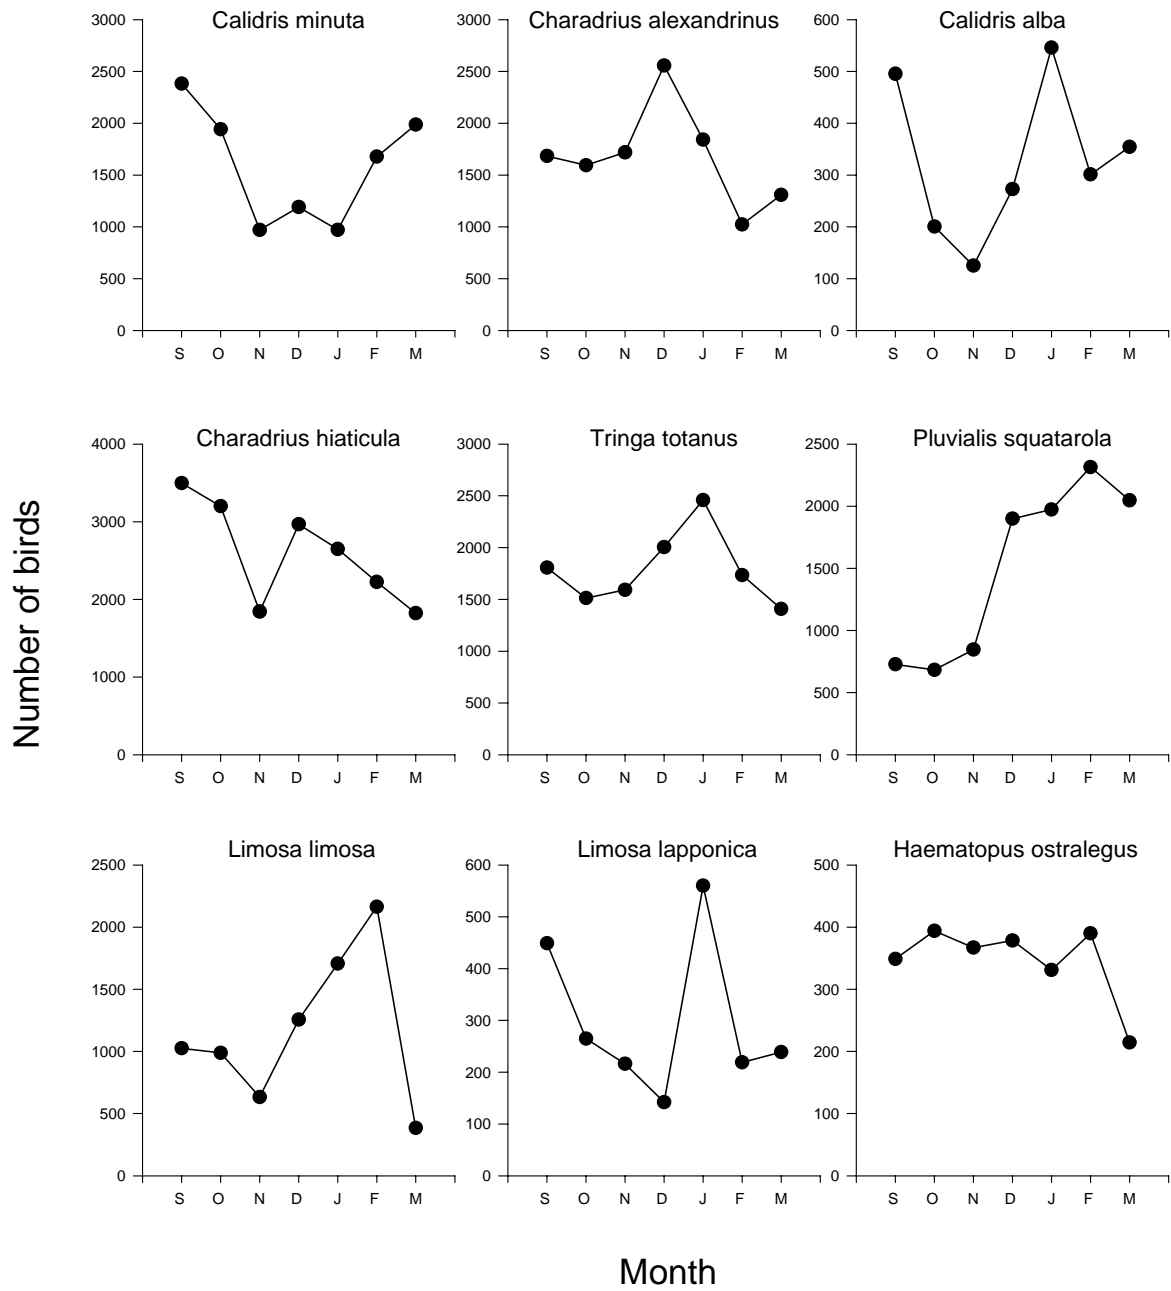 Calidris minuta
3000
2500
2000
1500
1000
500
0
S O N D J F M
Charadrius alexandrinus
3000
2500
2000
1500
1000
500
0
S O N D J F M
Calidris alba
600
500
400
300
200
100
0
S O N D J F M
Number of birds
Charadrius hiaticula
4000
3000
2000
1000
0
S O N D J F M
Tringa totanus
3000
2500
2000
1500
1000
500
0
S O N D J F M
Pluvialis squatarola
2500
2000
1500
1000
500
0
S O N D J F M
Limosa limosa
2500
2000
1500
1000
500
0
S O N D J F M
Limosa lapponica
600
500
400
300
200
100
0
S O N D J F M
Haematopus ostralegus
500
400
300
200
100
0
S O N D J F M
Month